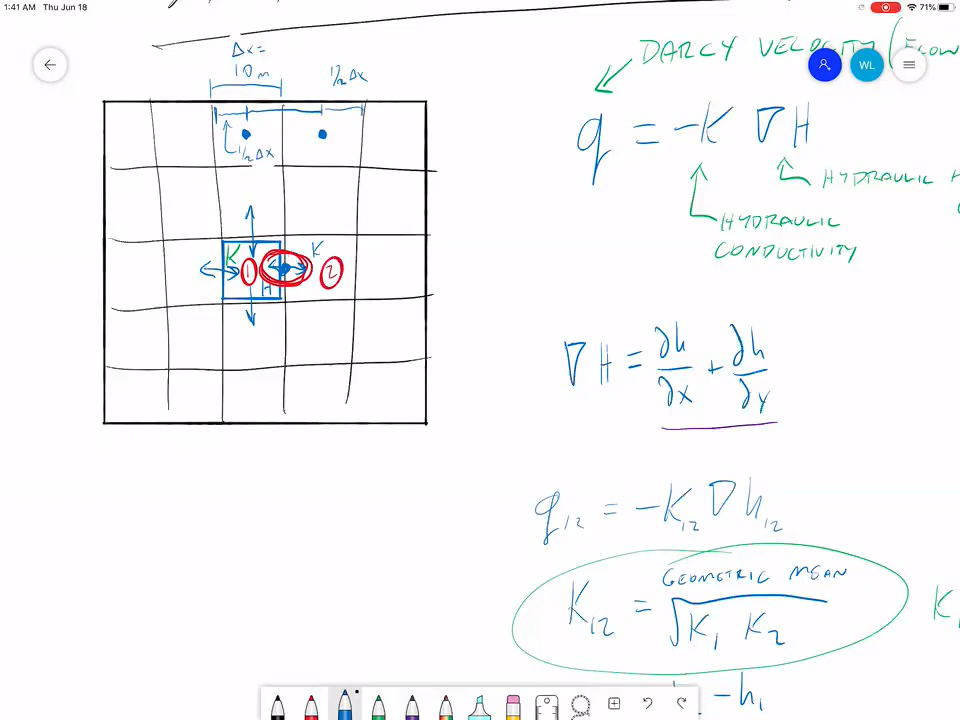 1:41 AM Thu Jun 18
71%
WL
DARCY VELOCITY
Δx=
10 m
1/2 Δx
1/2 Δx
q = -K ∇H
HYDRAULIC
HYDRAULIC
CONDUCTIVITY
K
K
1
2
H
∇H = ∂h/∂x + ∂h/∂y
q12 = -K12 ∇h12
GEOMETRIC MEAN
K12 = √K1 K2
K
-h1